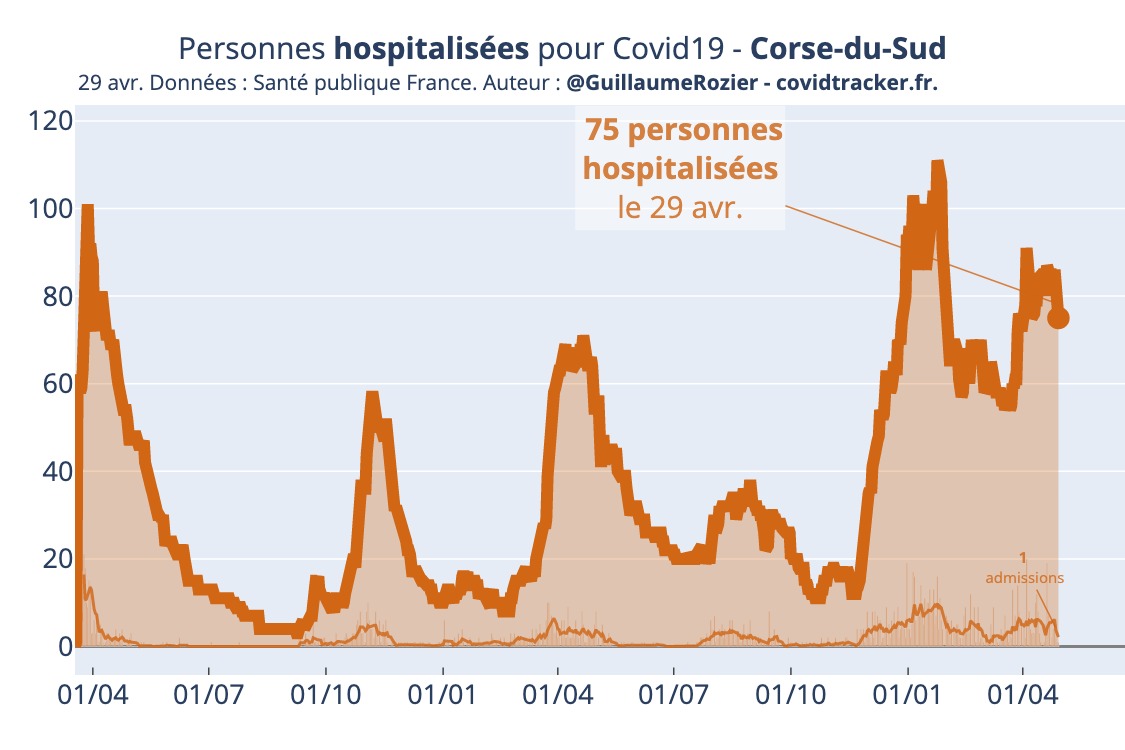 Personnes hospitalisées pour Covid19 - Corse-du-Sud
29 avr. Données : Santé publique France. Auteur : @GuillaumeRozier - covidtracker.fr.
120
75 personnes
hospitalisées
le 29 avr.
100
80
60
40
20
1
admissions
0
01/04 01/07 01/10 01/01 01/04 01/07 01/10 01/01 01/04